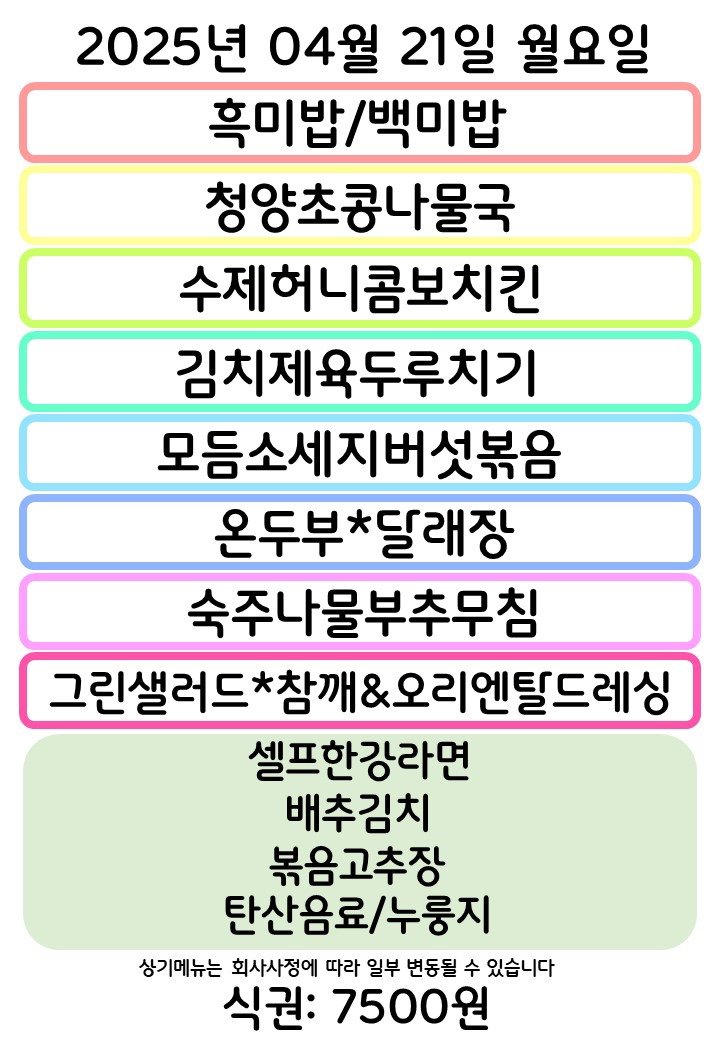 2025년 04월 21일 월요일
흑미밥/백미밥
청양초콩나물국
수제허니콤보치킨
김치제육두루치기
모듬소세지버섯볶음
온두부*달래장
숙주나물부추무침
그린샐러드*참깨&오리엔탈드레싱
셀프한강라면
배추김치
볶음고추장
탄산음료/누룽지
상기메뉴는 회사사정에 따라 일부 변동될 수 있습니다
식권: 7500원